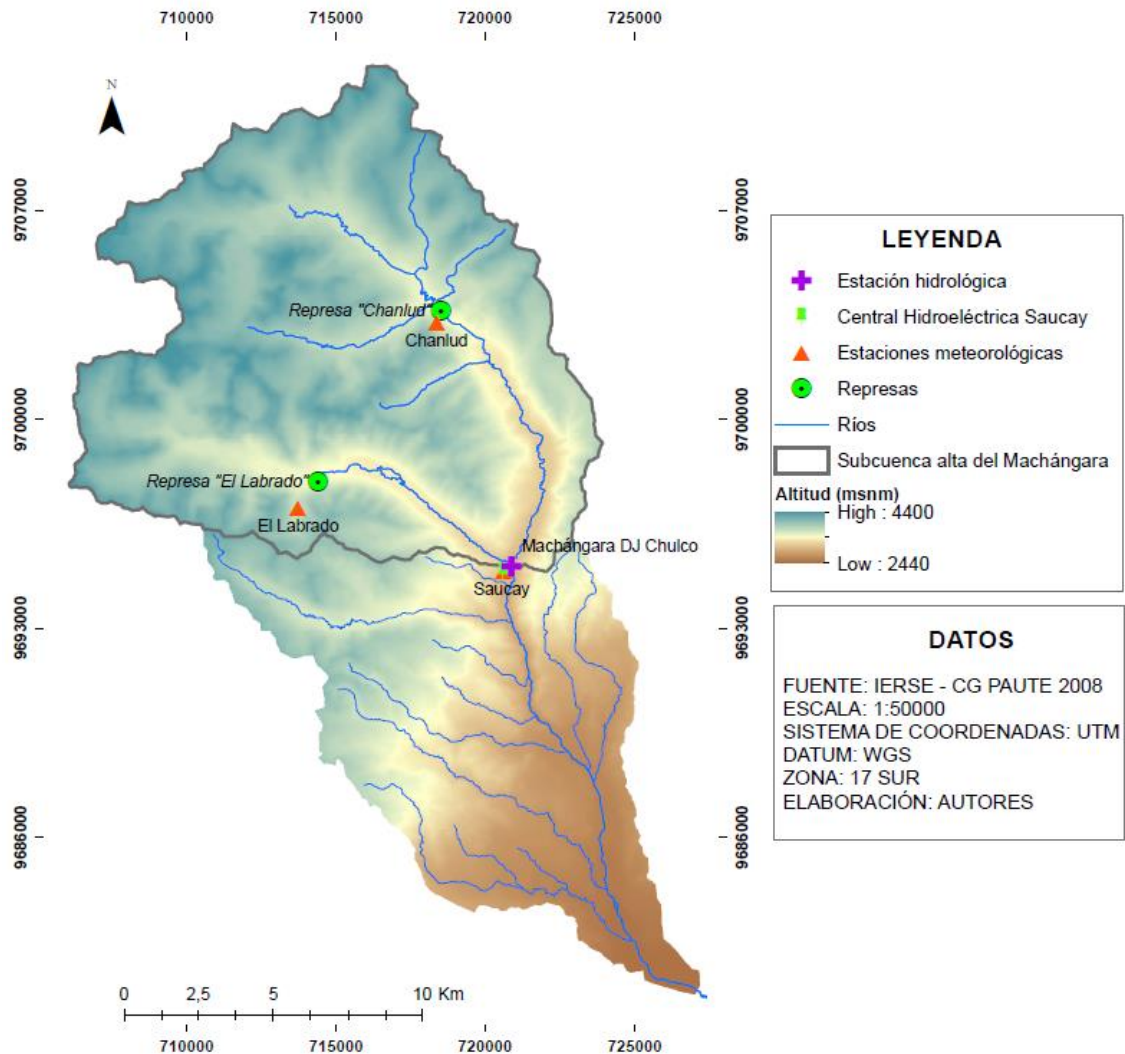 710000 715000 720000 725000
N
9707000
9707000
Represa "Chanlud"
Chanlud
9700000
9700000
Represa "El Labrado"
El Labrado
Machángara DJ Chulco
Saucay
9693000
9693000
9686000
9686000
0 2,5 5 10 Km
710000 715000 720000 725000
LEYENDA
Estación hidrológica
Central Hidroeléctrica Saucay
Estaciones meteorológicas
Represas
Ríos
Subcuenca alta del Machángara
Altitud (msnm)
High : 4400
Low : 2440
DATOS
FUENTE: IERSE - CG PAUTE 2008
ESCALA: 1:50000
SISTEMA DE COORDENADAS: UTM
DATUM: WGS
ZONA: 17 SUR
ELABORACIÓN: AUTORES